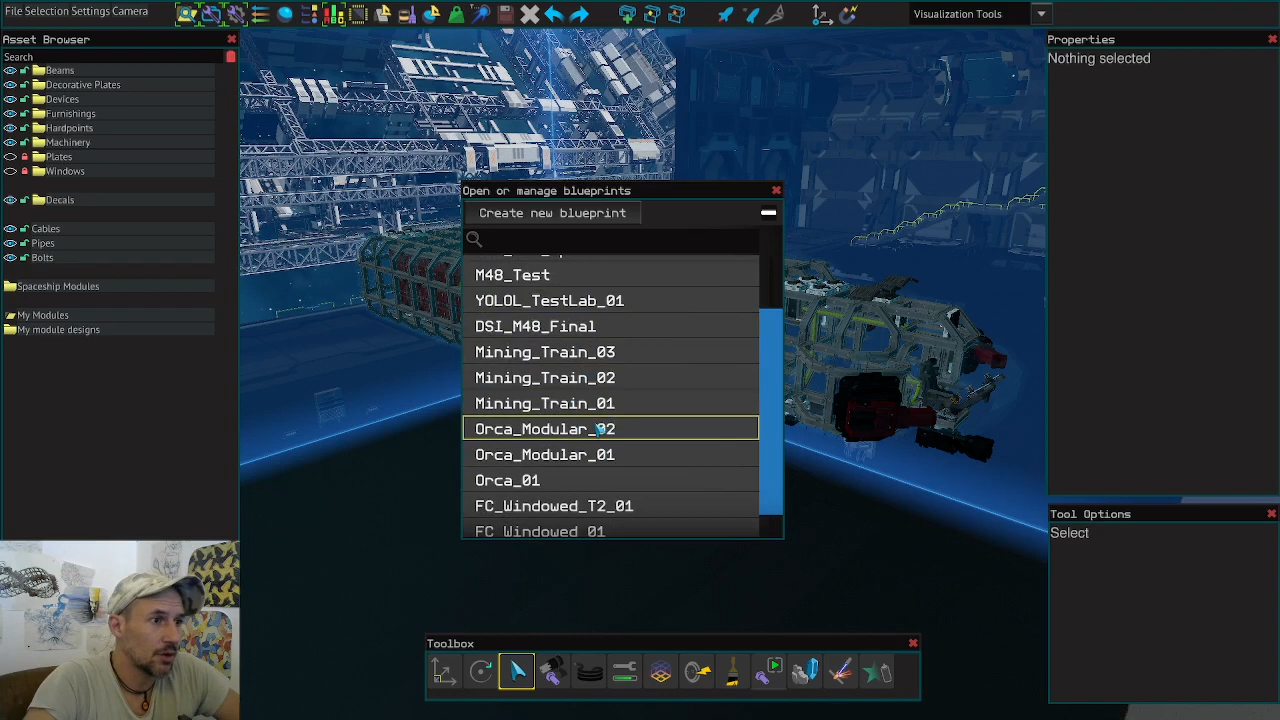 File Selection Settings Camera
Visualization Tools
Asset Browser
Search
Beams
Decorative Plates
Devices
Furnishings
Hardpoints
Machinery
Plates
Windows
Decals
Cables
Pipes
Bolts
Spaceship Modules
My Modules
My module designs
Open or manage blueprints
Create new blueprint
M48_Test
YOLOL_TestLab_01
DSI_M48_Final
Mining_Train_03
Mining_Train_02
Mining_Train_01
Orca_Modular_02
Orca_Modular_01
Orca_01
FC_Windowed_T2_01
FC_Windowed_01
Properties
Nothing selected
Tool Options
Select
Toolbox